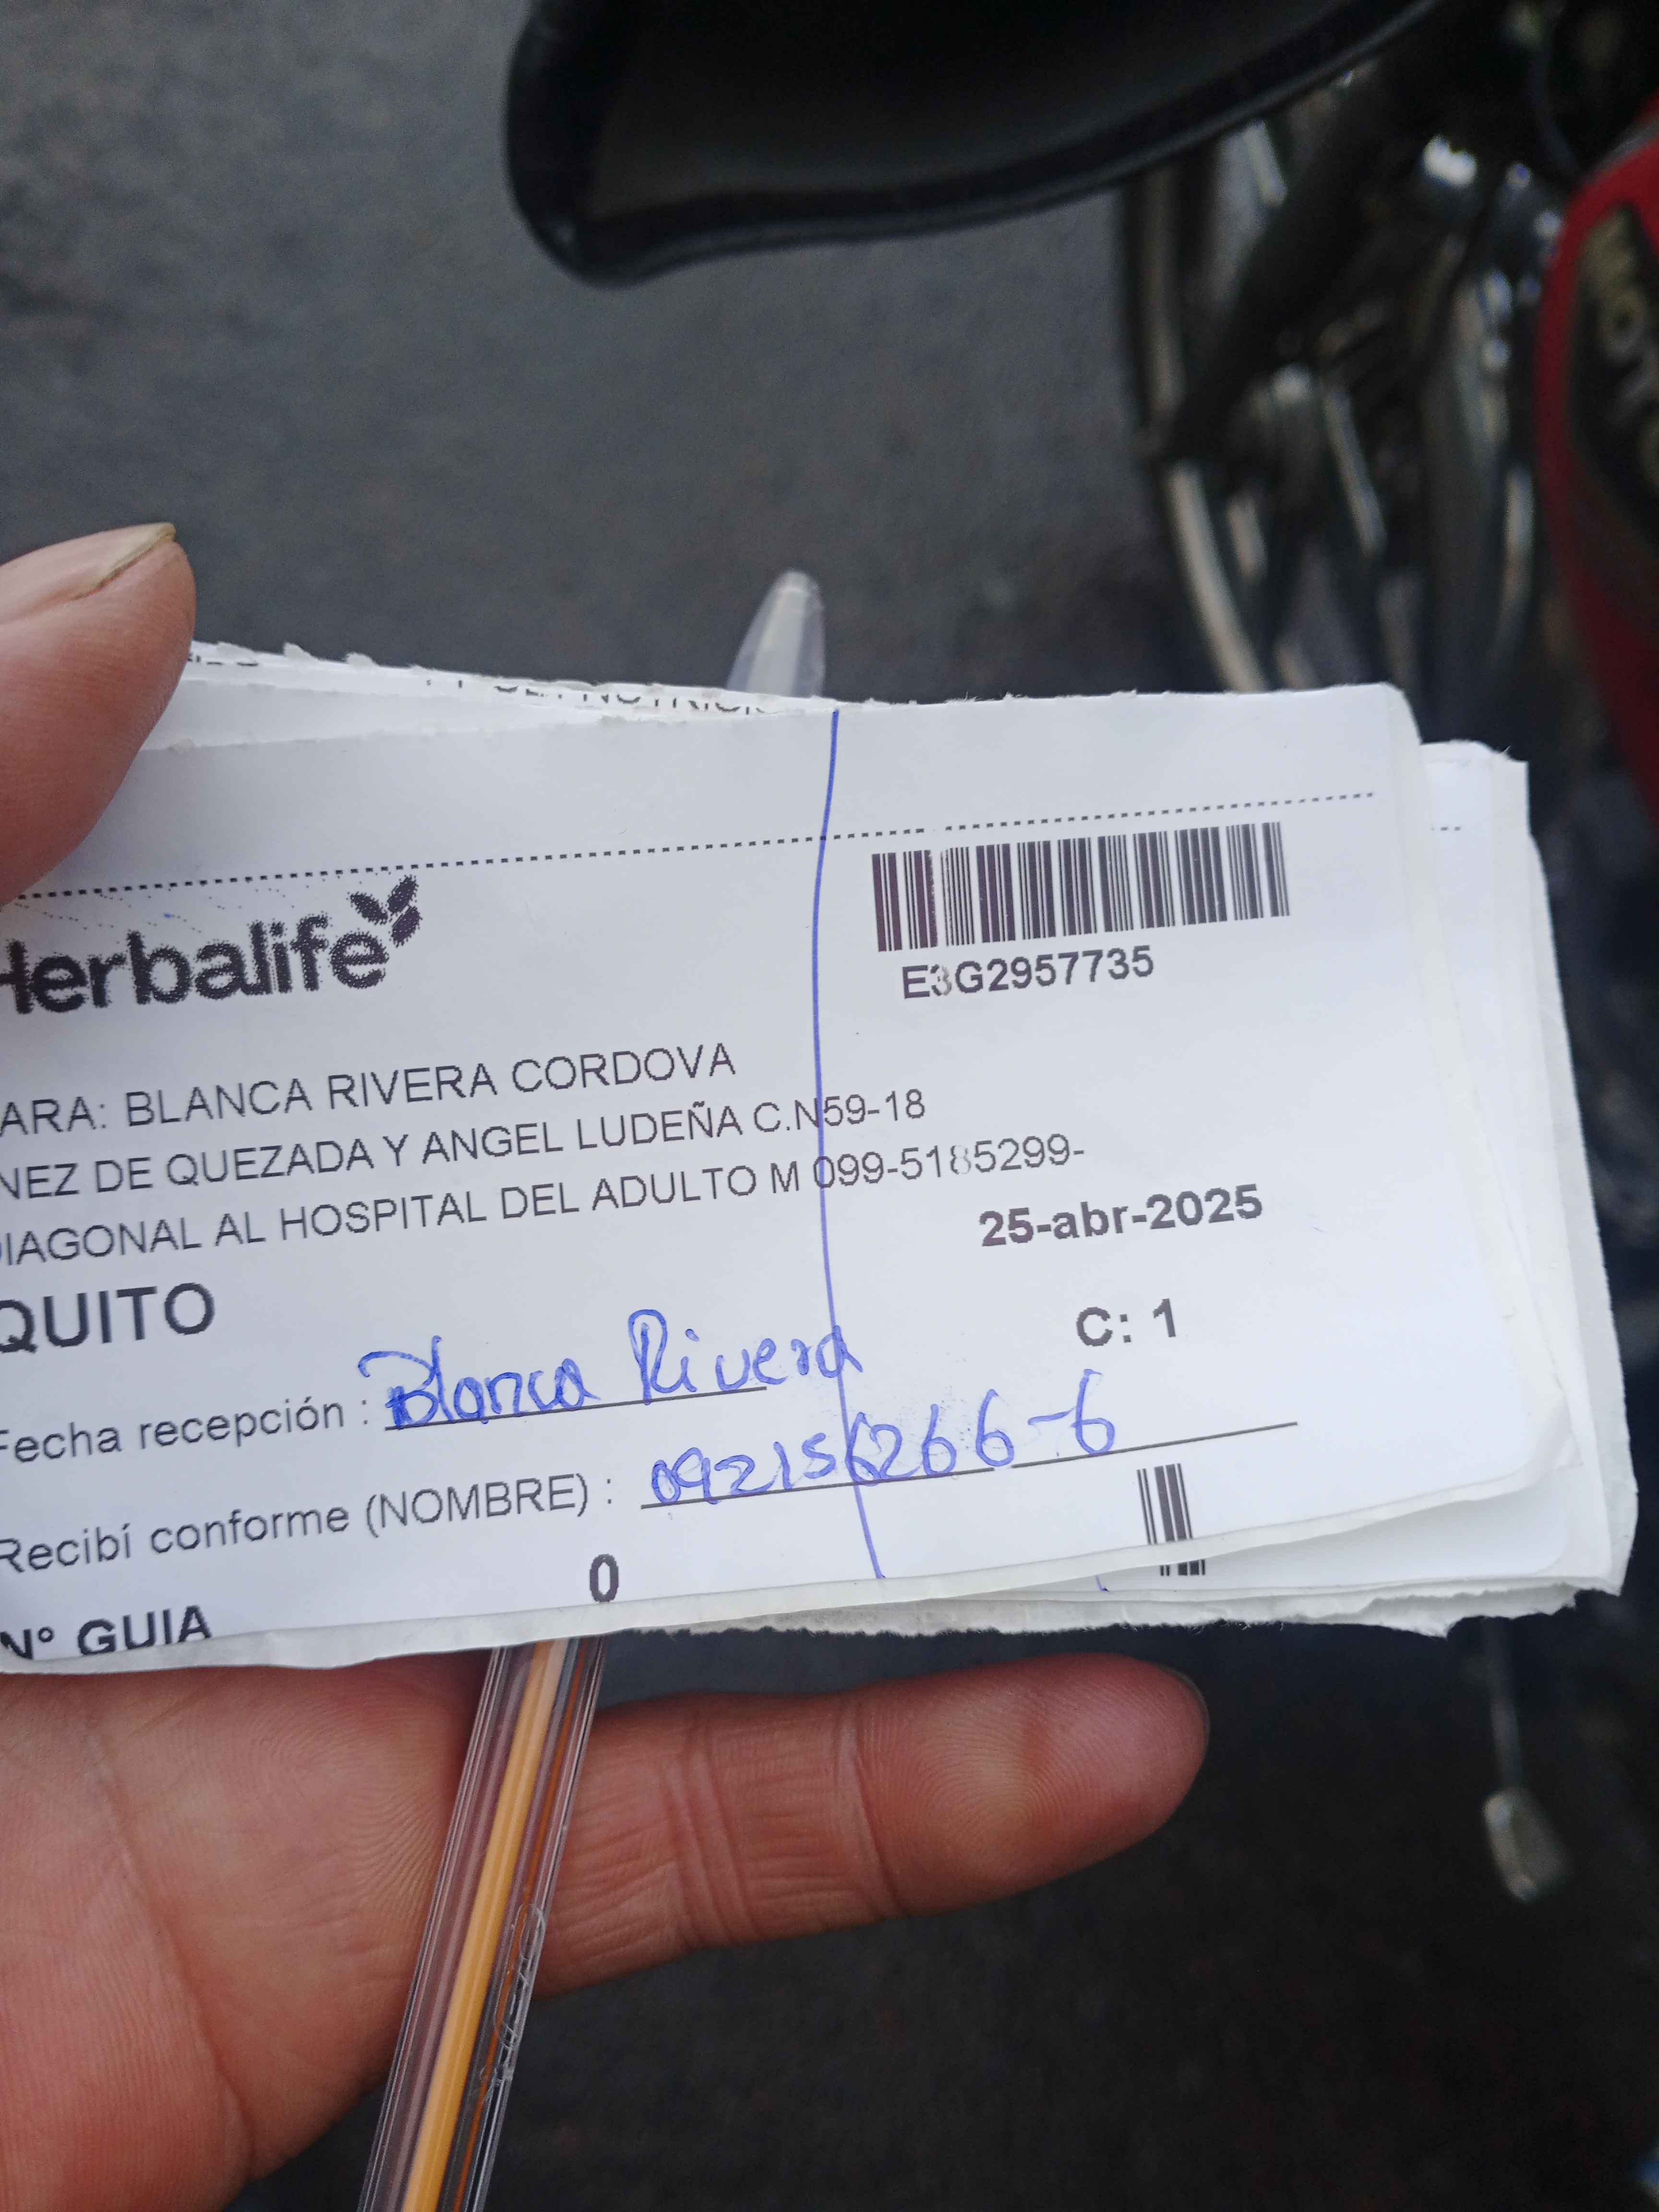 Herbalife
E3G2957735
ARA: BLANCA RIVERA CORDOVA
NEZ DE QUEZADA Y ANGEL LUDEÑA C.N59-18
DIAGONAL AL HOSPITAL DEL ADULTO M 099-5185299-
25-abr-2025
QUITO
C: 1
Fecha recepción : Blanca Rivera
Recibí conforme (NOMBRE) : 092156266-6
N° GUIA 0